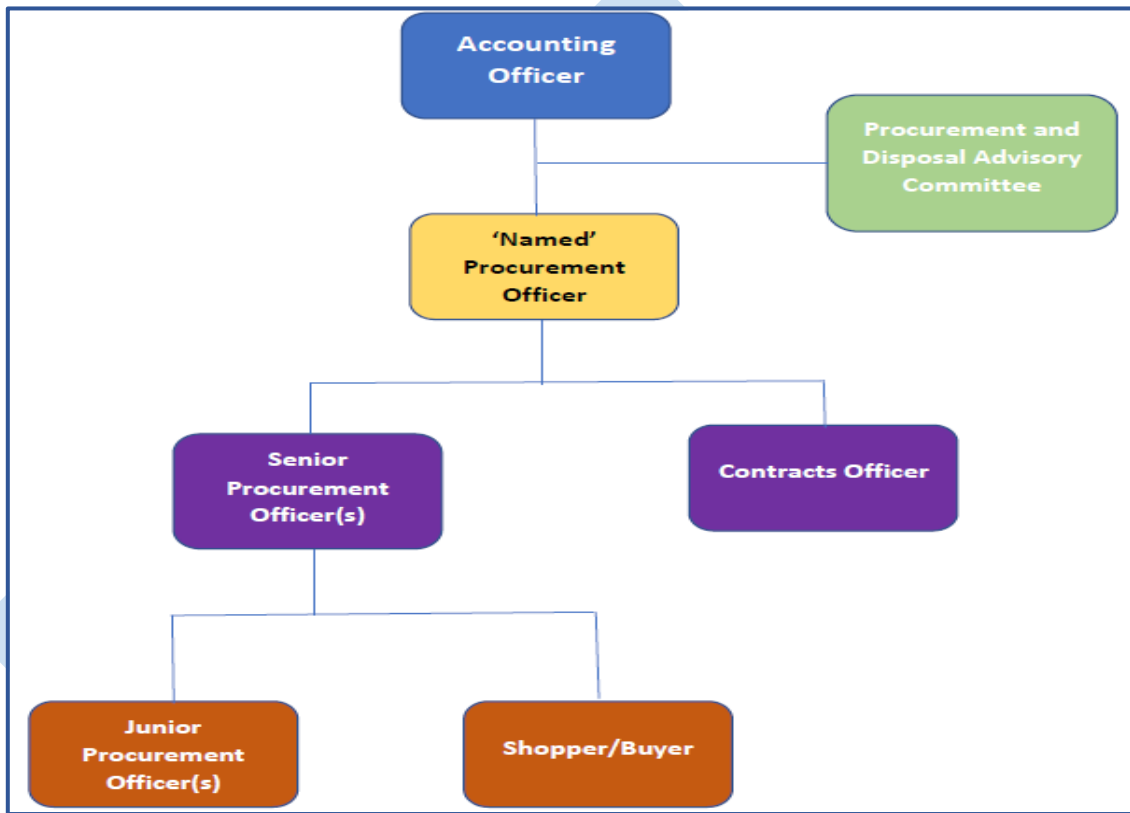 Accounting
Officer
Procurement and
Disposal Advisory
Committee
‘Named’
Procurement
Officer
Senior
Procurement
Officer(s)
Contracts Officer
Junior
Procurement
Officer(s)
Shopper/Buyer